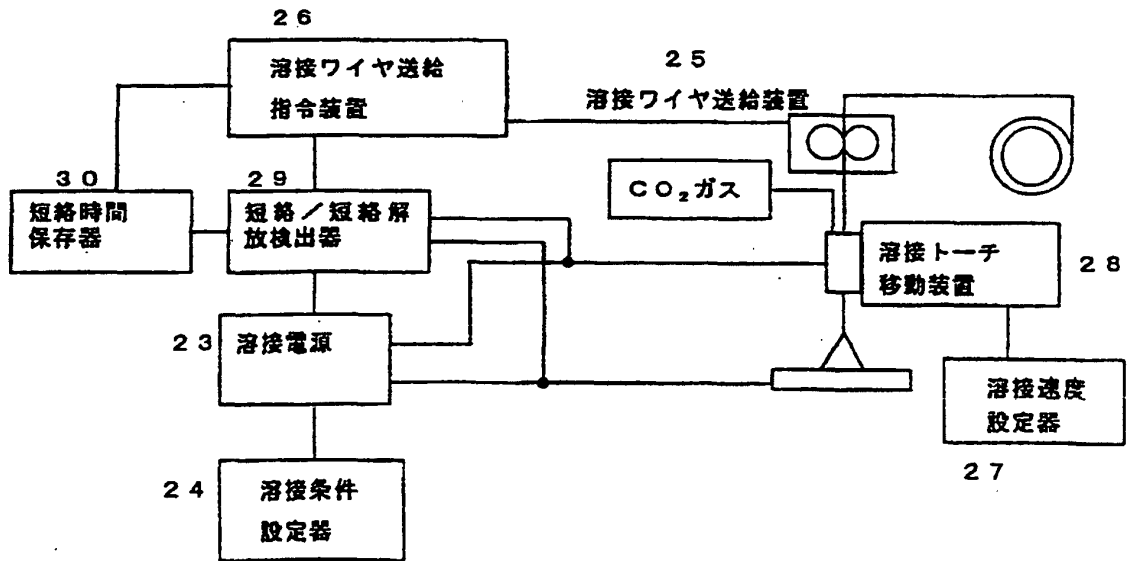 26
溶接ワイヤ送給
指令装置
25
溶接ワイヤ送給装置
30
短絡時間
保存器
29
短絡／短絡解
放検出器
CO₂ガス
溶接トーチ
移動装置
28
23
溶接電源
溶接速度
設定器
27
24
溶接条件
設定器